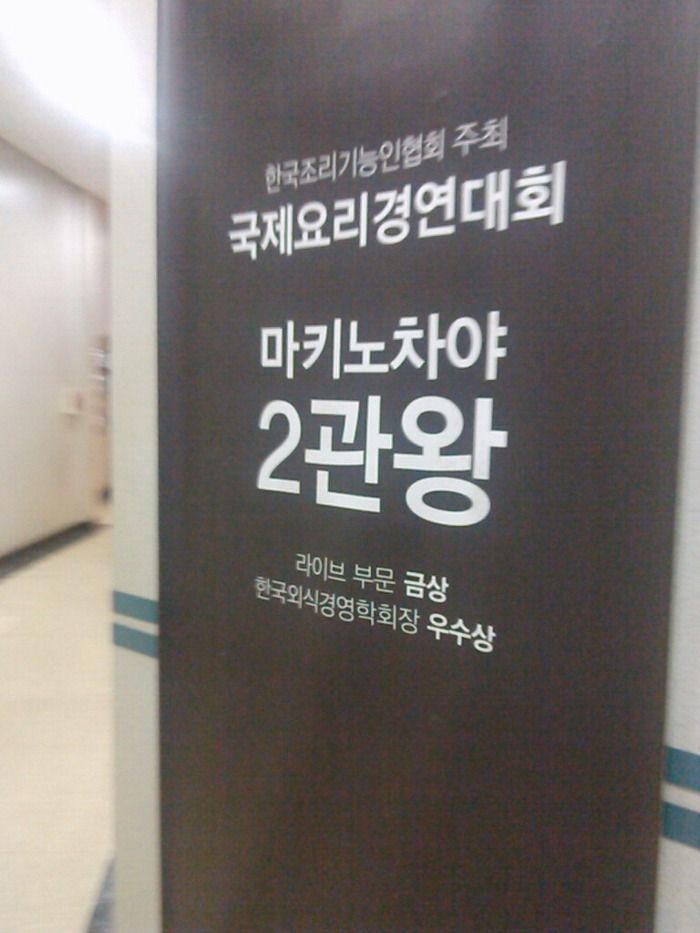 한국조리기능인협회 주최
국제요리경연대회
마키노차야
2관왕
라이브 부문 금상
한국외식경영학회장 우수상